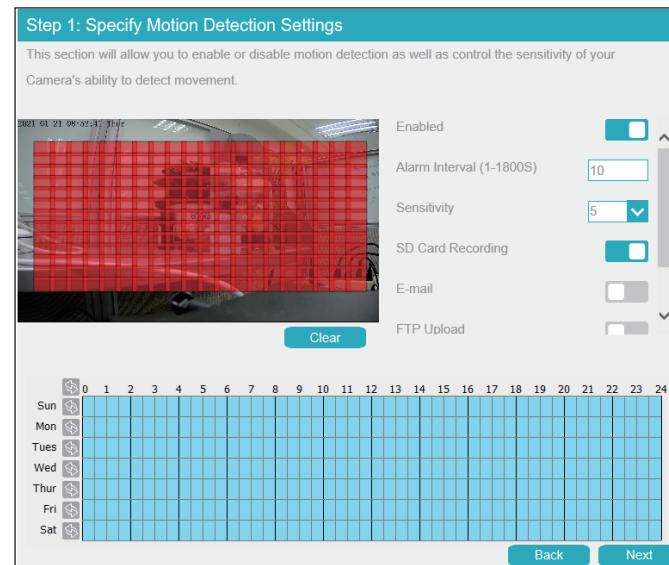 Step 1: Specify Motion Detection Settings
This section will allow you to enable or disable motion detection as well as control the sensitivity of your
Camera's ability to detect movement.
Enabled
Alarm Interval (1-1800S) 10
Sensitivity 5
SD Card Recording
E-mail
FTP Upload
Clear
0 1 2 3 4 5 6 7 8 9 10 11 12 13 14 15 16 17 18 19 20 21 22 23 24
Sun
Mon
Tues
Wed
Thur
Fri
Sat
Back Next